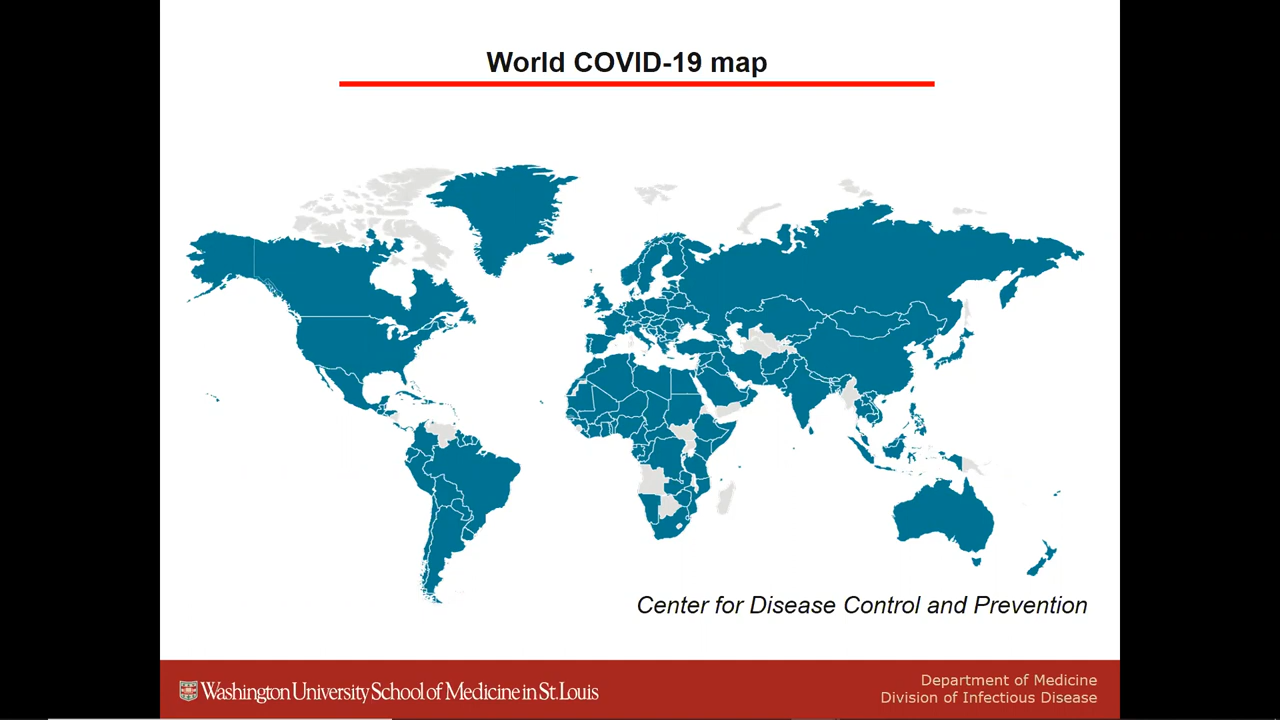 World COVID-19 map
Center for Disease Control and Prevention
Washington University School of Medicine in St. Louis
Department of Medicine
Division of Infectious Disease